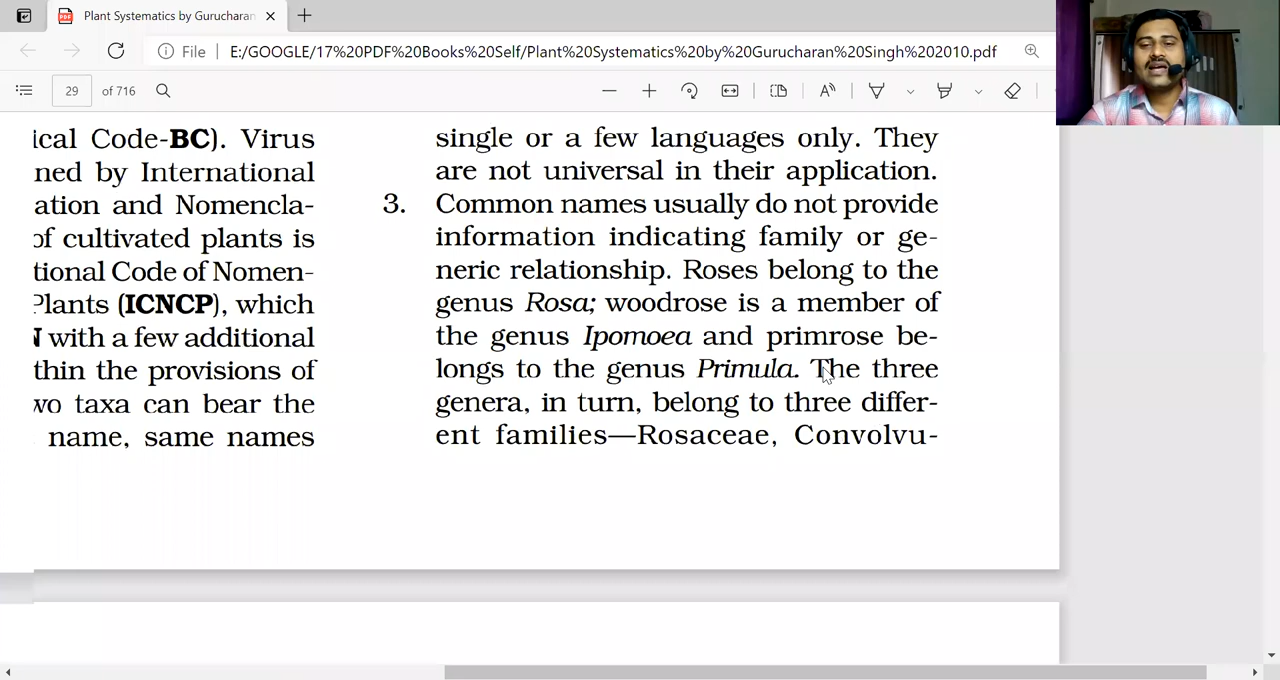 Plant Systematics by Gurucharan
File
E:/GOOGLE/17%20PDF%20Books%20Self/Plant%20Systematics%20by%20Gurucharan%20Singh%202010.pdf
29 of 716
ical Code-BC). Virus
ned by International
ation and Nomencla-
of cultivated plants is
tional Code of Nomen-
Plants (ICNCP), which
with a few additional
thin the provisions of
wo taxa can bear the
name, same names
single or a few languages only. They
are not universal in their application.
3. Common names usually do not provide
information indicating family or ge-
neric relationship. Roses belong to the
genus Rosa; woodrose is a member of
the genus Ipomoea and primrose be-
longs to the genus Primula. The three
genera, in turn, belong to three differ-
ent families—Rosaceae, Convolvu-